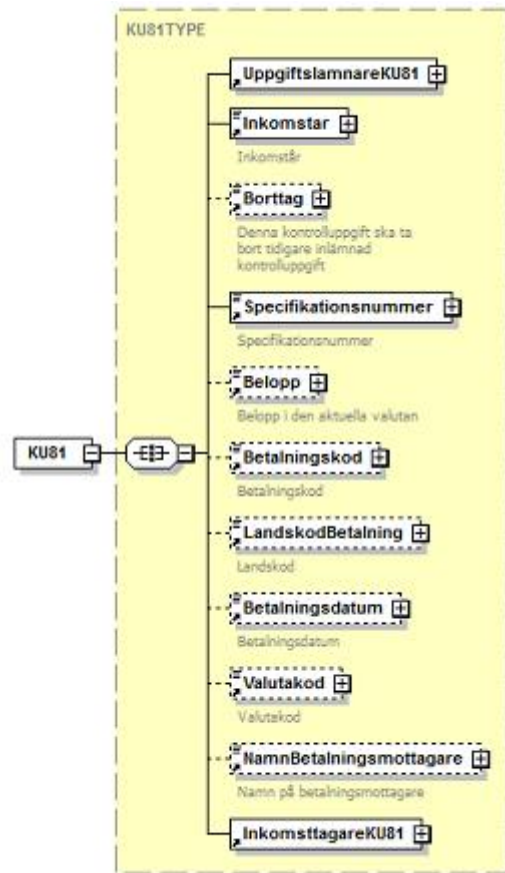 KU81TYPE
UppgiftslamnareKU81
Inkomstar
Inkomstår
Borttag
Denna kontrolluppgift ska ta
bort tidigare inlämnad
kontrolluppgift
Specifikationsnummer
Specifikationsnummer
Belopp
Belopp i den aktuella valutan
KU81
Betalningskod
Betalningskod
LandskodBetalning
Landskod
Betalningsdatum
Betalningsdatum
Valutakod
Valutakod
NamnBetalningsmottagare
Namn på betalningsmottagare
InkomsttagareKU81